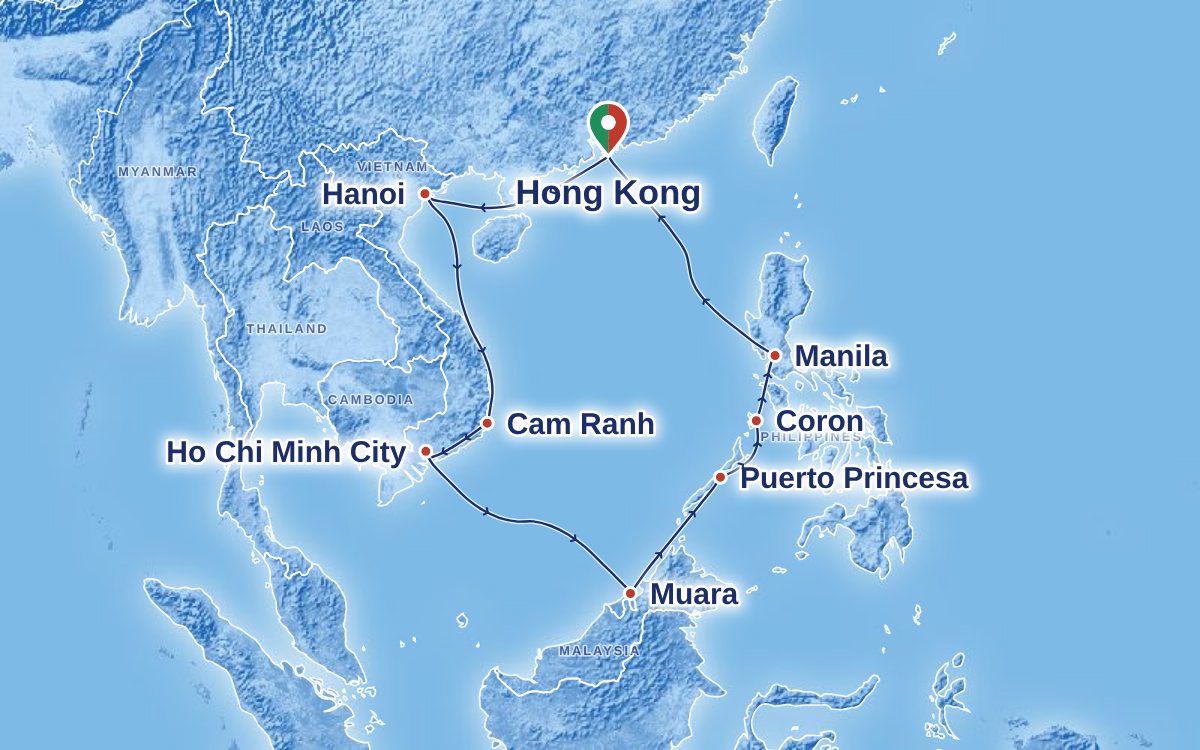 MYANMAR
VIETNAM
Hanoi
Hong Kong
LAOS
THAILAND
Manila
CAMBODIA
Coron
Cam Ranh
PHILIPPINES
Ho Chi Minh City
Puerto Princesa
Muara
MALAYSIA